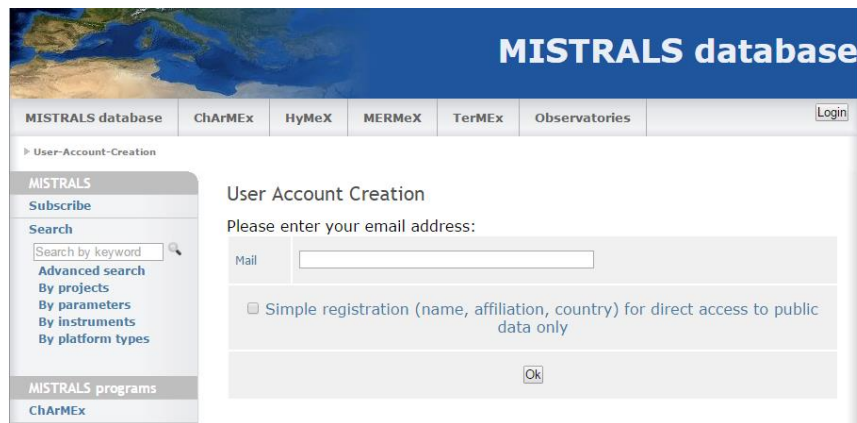 MISTRALS database
MISTRALS database ChArMEx HyMeX MERMeX TerMEx Observatories Login
User-Account-Creation
MISTRALS
Subscribe
Search
Search by keyword
Advanced search
By projects
By parameters
By instruments
By platform types
MISTRALS programs
ChArMEx
User Account Creation
Please enter your email address:
Mail
Simple registration (name, affiliation, country) for direct access to public
data only
Ok